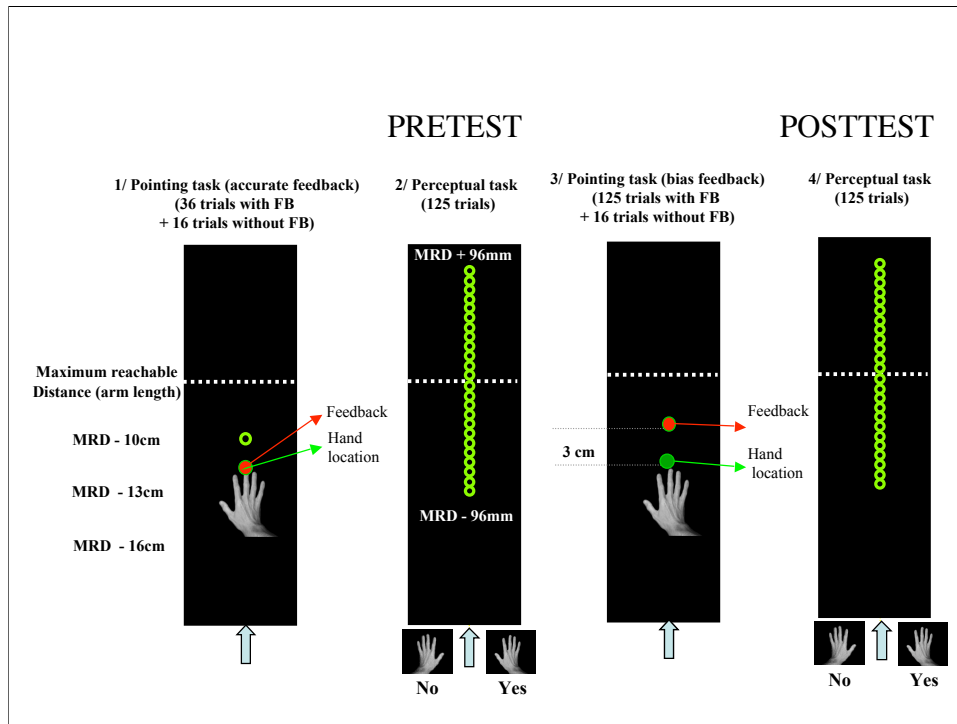 PRETEST
POSTTEST
1/ Pointing task (accurate feedback)
(36 trials with FB
+ 16 trials without FB)
2/ Perceptual task
(125 trials)
3/ Pointing task (bias feedback)
(125 trials with FB
+ 16 trials without FB)
4/ Perceptual task
(125 trials)
MRD + 96mm
Maximum reachable
Distance (arm length)
MRD - 10cm
MRD - 13cm
MRD - 16cm
Feedback
Hand
location
MRD - 96mm
3 cm
Feedback
Hand
location
No
Yes
No
Yes